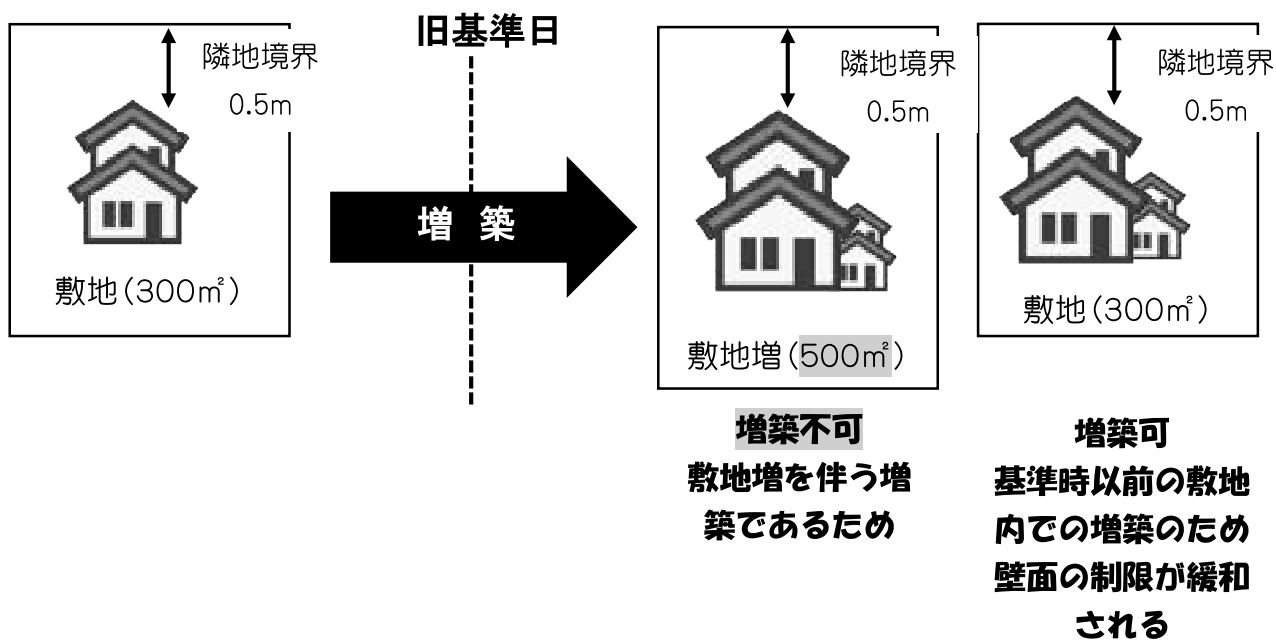 隣地境界
0.5m
敷地(300㎡)
旧基準日
増 築
隣地境界
0.5m
敷地増(500㎡)
増築不可
敷地増を伴う増
築であるため
隣地境界
0.5m
敷地(300㎡)
増築可
基準時以前の敷地
内での増築のため
壁面の制限が緩和
される